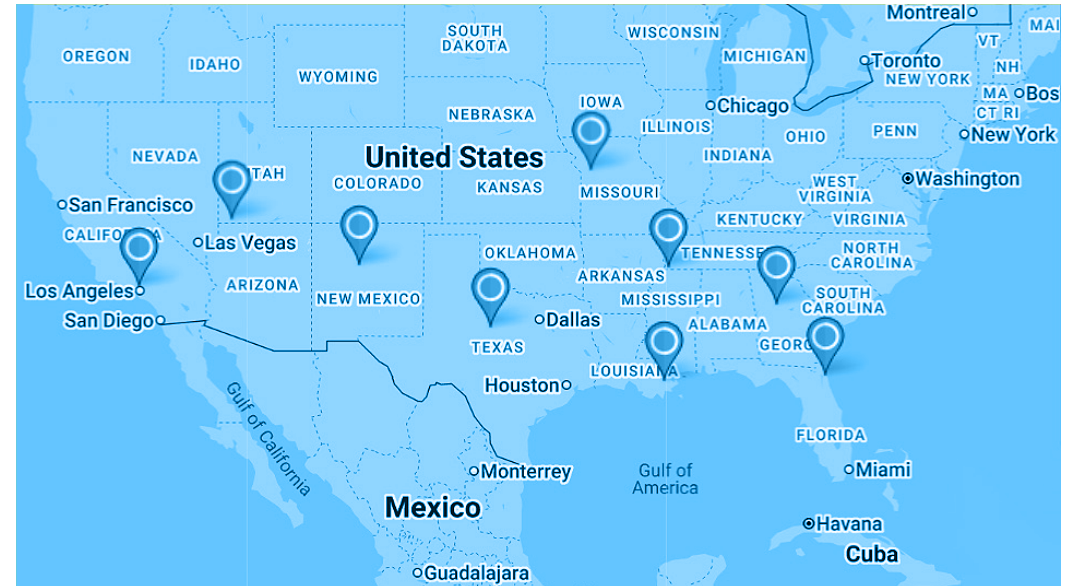 Montreal
MAI
SOUTH
DAKOTA
WISCONSIN
VT
OREGON
IDAHO
MICHIGAN
Toronto
NH
WYOMING
NEW YORK
MA
Bos
IOWA
Chicago
NEBRASKA
CT RI
ILLINOIS
OHIO
PENN
New York
NEVADA
United States
INDIANA
TAH
COLORADO
KANSAS
MISSOURI
WEST
VIRGINIA
Washington
San Francisco
KENTUCKY
VIRGINIA
CALIFO
A
Las Vegas
OKLAHOMA
TENNESSEE
NORTH
CAROLINA
ARKANSAS
Los Angeles
ARIZONA
NEW MEXICO
MISSISSIPPI
SOUTH
CAROLINA
San Diego
Dallas
ALABAMA
TEXAS
GEORG
LOUISIANA
Houston
Gulf of California
FLORIDA
Monterrey
Gulf of
America
Miami
Mexico
Havana
Cuba
Guadalajara